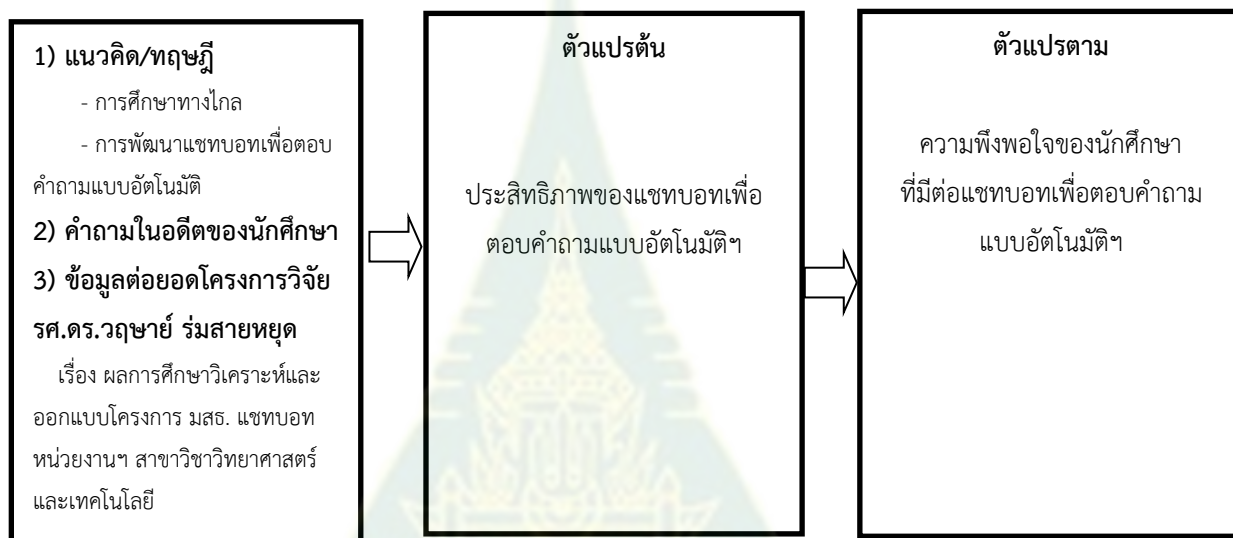 1) แนวคิด/ทฤษฎี
- การศึกษาทางไกล
- การพัฒนาแชทบอทเพื่อตอบ
คำถามแบบอัตโนมัติ
2) คำถามในอดีตของนักศึกษา
3) ข้อมูลต่อยอดโครงการวิจัย
รศ.ดร.วฤษาย์ ร่มสายหยุด
เรื่อง ผลการศึกษาวิเคราะห์และ
ออกแบบโครงการ มสธ. แชทบอท
หน่วยงานฯ สาขาวิชาวิทยาศาสตร์
และเทคโนโลยี
ตัวแปรต้น
ประสิทธิภาพของแชทบอทเพื่อ
ตอบคำถามแบบอัตโนมัติฯ
ตัวแปรตาม
ความพึงพอใจของนักศึกษา
ที่มีต่อแชทบอทเพื่อตอบคำถาม
แบบอัตโนมัติฯ